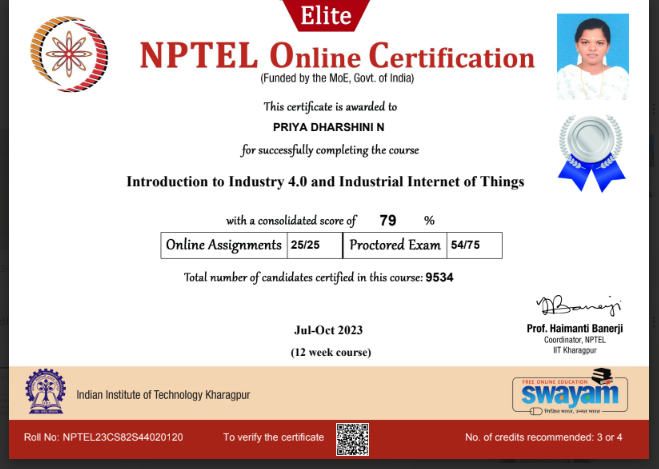 Elite
NPTEL Online Certification
(Funded by the MoE, Govt. of India)
This certificate is awarded to
PRIYA DHARSHINI N
for successfully completing the course
Introduction to Industry 4.0 and Industrial Internet of Things
with a consolidated score of 79 %
Online Assignments 25/25 Proctored Exam 54/75
Total number of candidates certified in this course: 9534
Jul-Oct 2023
(12 week course)
Prof. Haimanti Banerji
Coordinator, NPTEL
IIT Kharagpur
Indian Institute of Technology Kharagpur
FREE ONLINE EDUCATION
swayam
शिक्षित भारत, उन्नत भारत
Roll No: NPTEL23CS82S44020120 To verify the certificate No. of credits recommended: 3 or 4